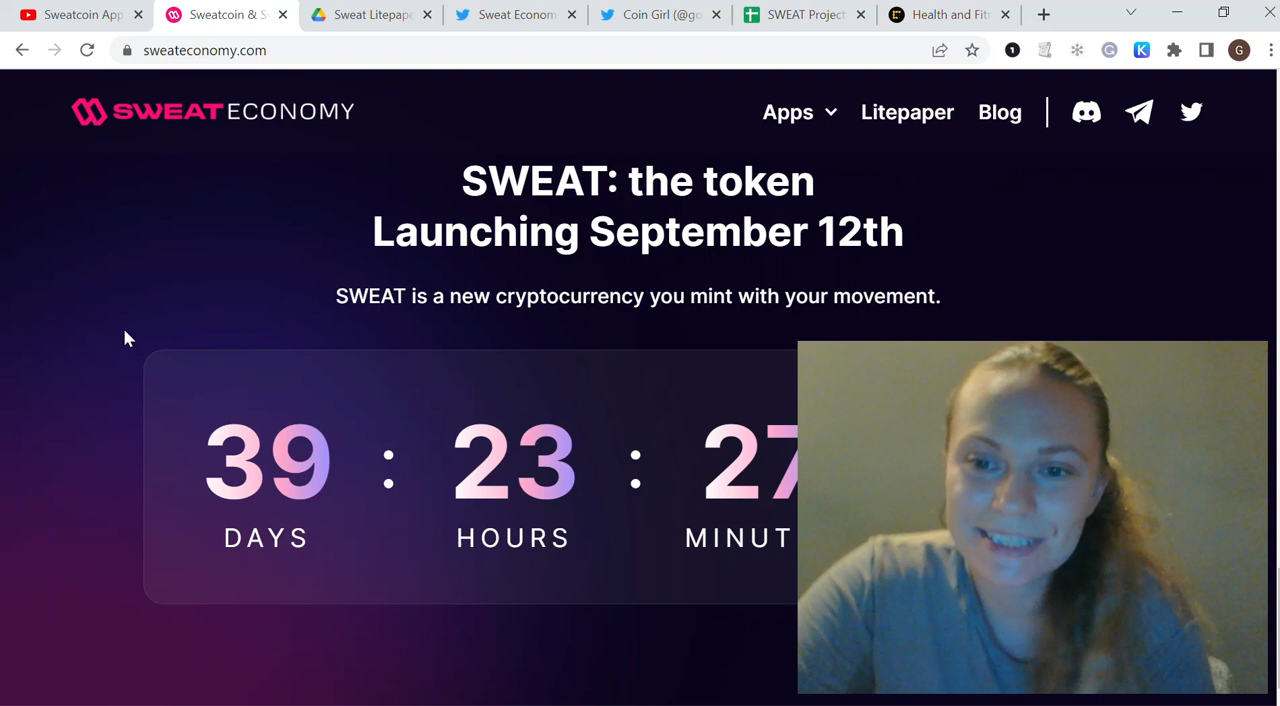 Sweatcoin App
Sweatcoin & S
Sweat Litepape
Sweat Econom
Coin Girl (@go
SWEAT Project
Health and Fit
sweateconomy.com
1
K
G
SWEATECONOMY
Apps
Litepaper
Blog
SWEAT: the token
Launching September 12th
SWEAT is a new cryptocurrency you mint with your movement.
39 : 23 : 27
DAYS HOURS MINUT